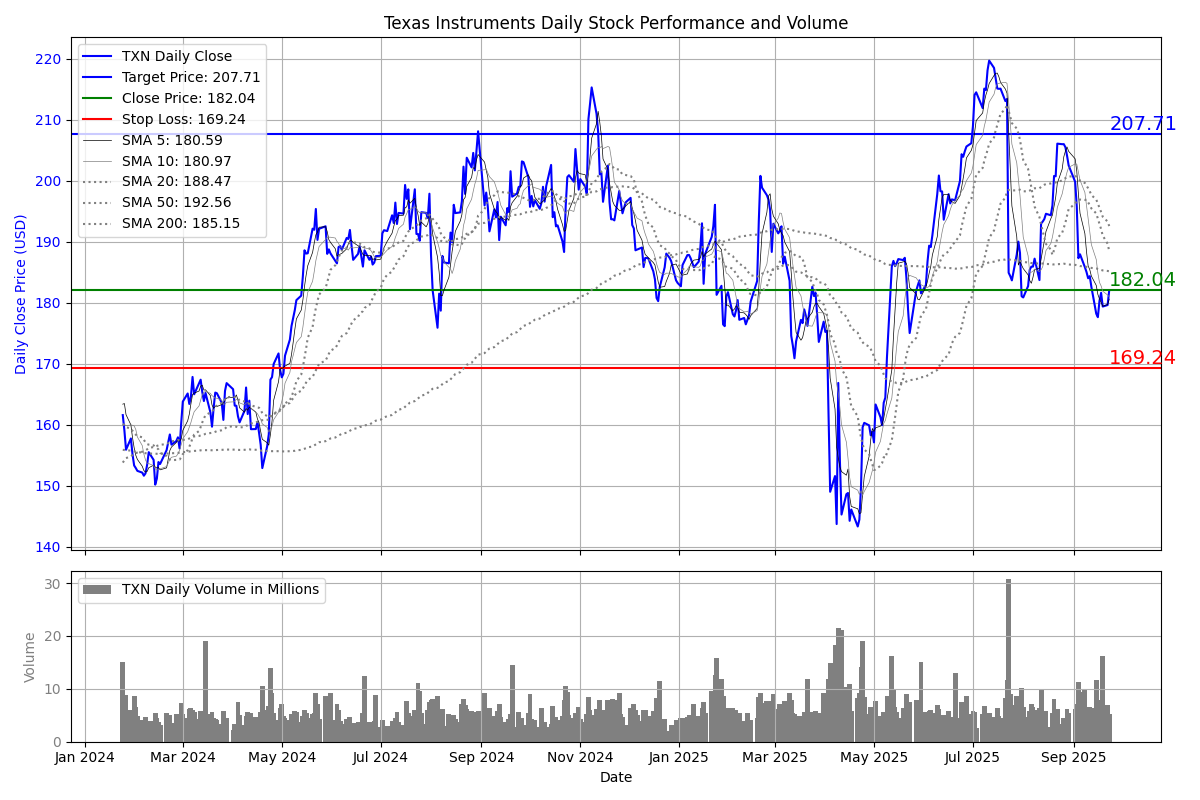 Texas Instruments Daily Stock Performance and Volume
Daily Close Price (USD)
220
210
200
190
180
170
160
150
140
TXN Daily Close
Target Price: 207.71
Close Price: 182.04
Stop Loss: 169.24
SMA 5: 180.59
SMA 10: 180.97
SMA 20: 188.47
SMA 50: 192.56
SMA 200: 185.15
207.71
182.04
169.24
Volume
30
20
10
0
TXN Daily Volume in Millions
Jan 2024
Mar 2024
May 2024
Jul 2024
Sep 2024
Nov 2024
Jan 2025
Mar 2025
May 2025
Jul 2025
Sep 2025
Date